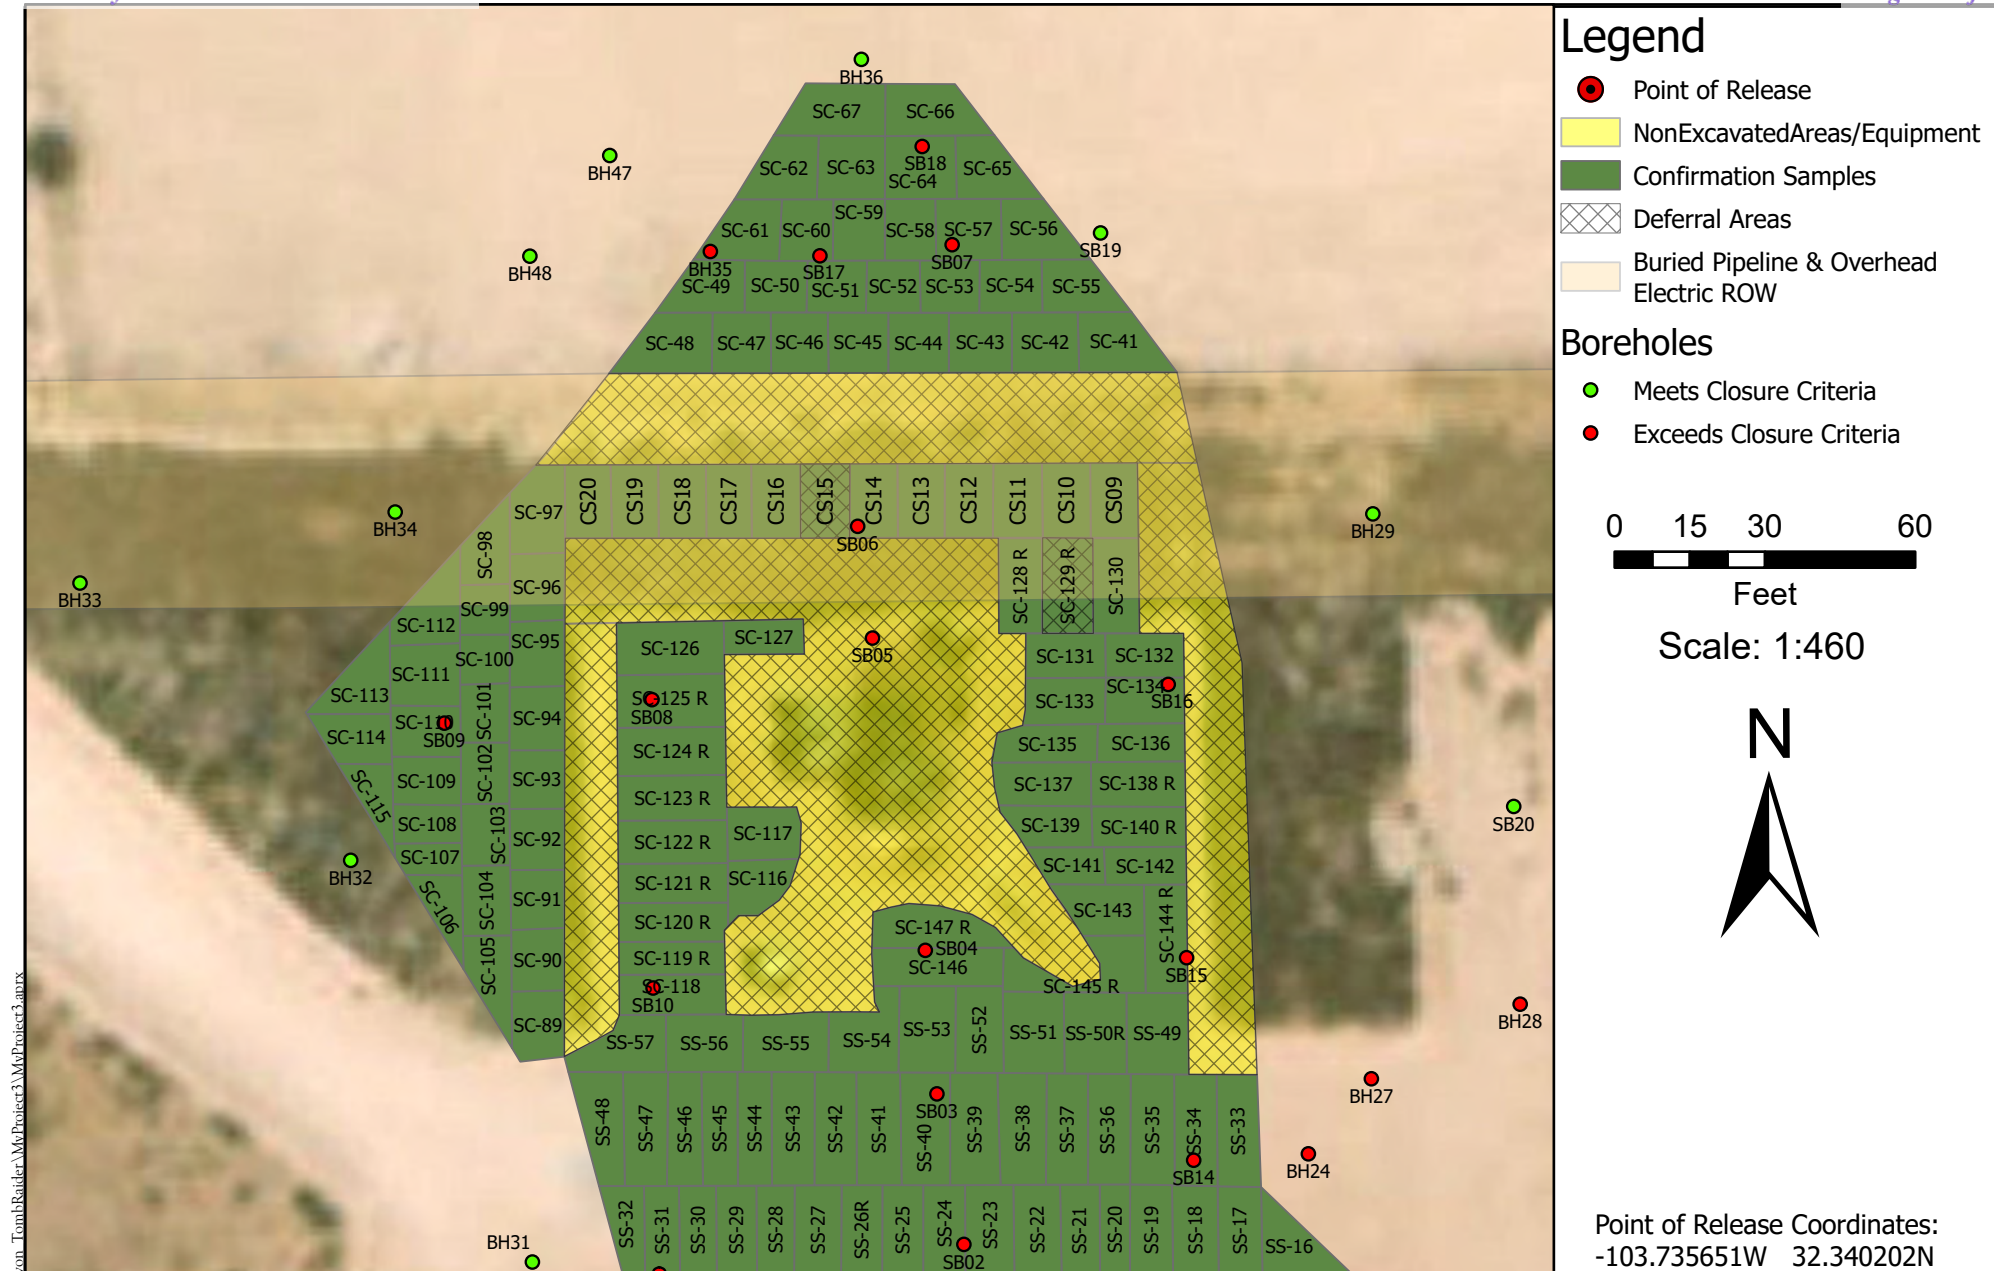 Legend
Point of Release
NonExcavatedAreas/Equipment
Confirmation Samples
Deferral Areas
Buried Pipeline & Overhead
Electric ROW
Boreholes
Meets Closure Criteria
Exceeds Closure Criteria
0 15 30 60
Feet
Scale: 1:460
N
Point of Release Coordinates:
-103.735651W 32.340202N
BH36
SC-67 SC-66
BH47
SC-62 SC-63 SB18 SC-65
SC-64
SC-61 SC-60 SC-59 SC-58 SC-57 SC-56
SB19
BH48
BH35 SB17 SB07
SC-49 SC-50 SC-51 SC-52 SC-53 SC-54 SC-55
SC-48 SC-47 SC-46 SC-45 SC-44 SC-43 SC-42 SC-41
SC-97 CS20 CS19 CS18 CS17 CS16 CS15 CS14 CS13 CS12 CS11 CS10 CS09
BH34
SB06
BH29
SC-98
SC-96
SC-128 R SC-129 R SC-130
BH33
SC-99
SC-112
SC-95
SC-126 SC-127
SB05
SC-131 SC-132
SC-111 SC-100
SC-113
SC-125 R
SB08
SC-133 SC-134
SB16
SC-110
SB09
SC-101 SC-94
SC-114
SC-124 R
SC-135 SC-136
SC-109 SC-102 SC-93
SC-115
SC-123 R
SC-137 SC-138 R
SC-108 SC-103 SC-92
SC-122 R SC-117
SC-139 SC-140 R
SB20
SC-107
BH32
SC-141 SC-142
SC-121 R SC-116
SC-106 SC-104 SC-91
SC-120 R
SC-147 R
SC-143 SC-144 R
SC-105 SC-90
SC-119 R
SB04
SC-146
SB15
SC-118
SB10
SC-145 R
BH28
SC-89
SS-57 SS-56 SS-55 SS-54 SS-53 SS-52 SS-51 SS-50R SS-49
BH27
SB03
SS-48 SS-47 SS-46 SS-45 SS-44 SS-43 SS-42 SS-41 SS-40 SS-39 SS-38 SS-37 SS-36 SS-35 SS-34 SS-33
SB14
BH24
BH31
SS-32 SS-31 SS-30 SS-29 SS-28 SS-27 SS-26R SS-25 SS-24 SS-23 SS-22 SS-21 SS-20 SS-19 SS-18 SS-17 SS-16
SB02
TombRaider\MyProject3\MyProject3.aprx